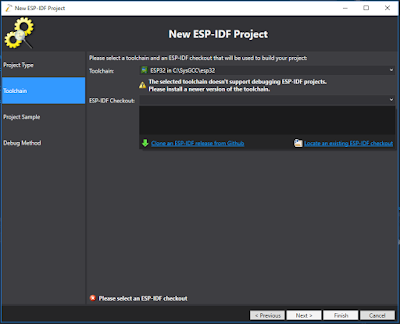 New ESP-IDF Project
New ESP-IDF Project
Please select a toolchain and an ESP-IDF checkout that will be used to build your project:
Project Type
Toolchain:
ESP32 in C:\SysGCC\esp32
The selected toolchain doesn't support debugging ESP-IDF projects.
Please install a newer version of the toolchain.
Toolchain
ESP-IDF Checkout:
Project Sample
Debug Method
Clone an ESP-IDF release from Github
Locate an existing ESP-IDF checkout
Please select an ESP-IDF checkout
< Previous
Next >
Finish
Cancel